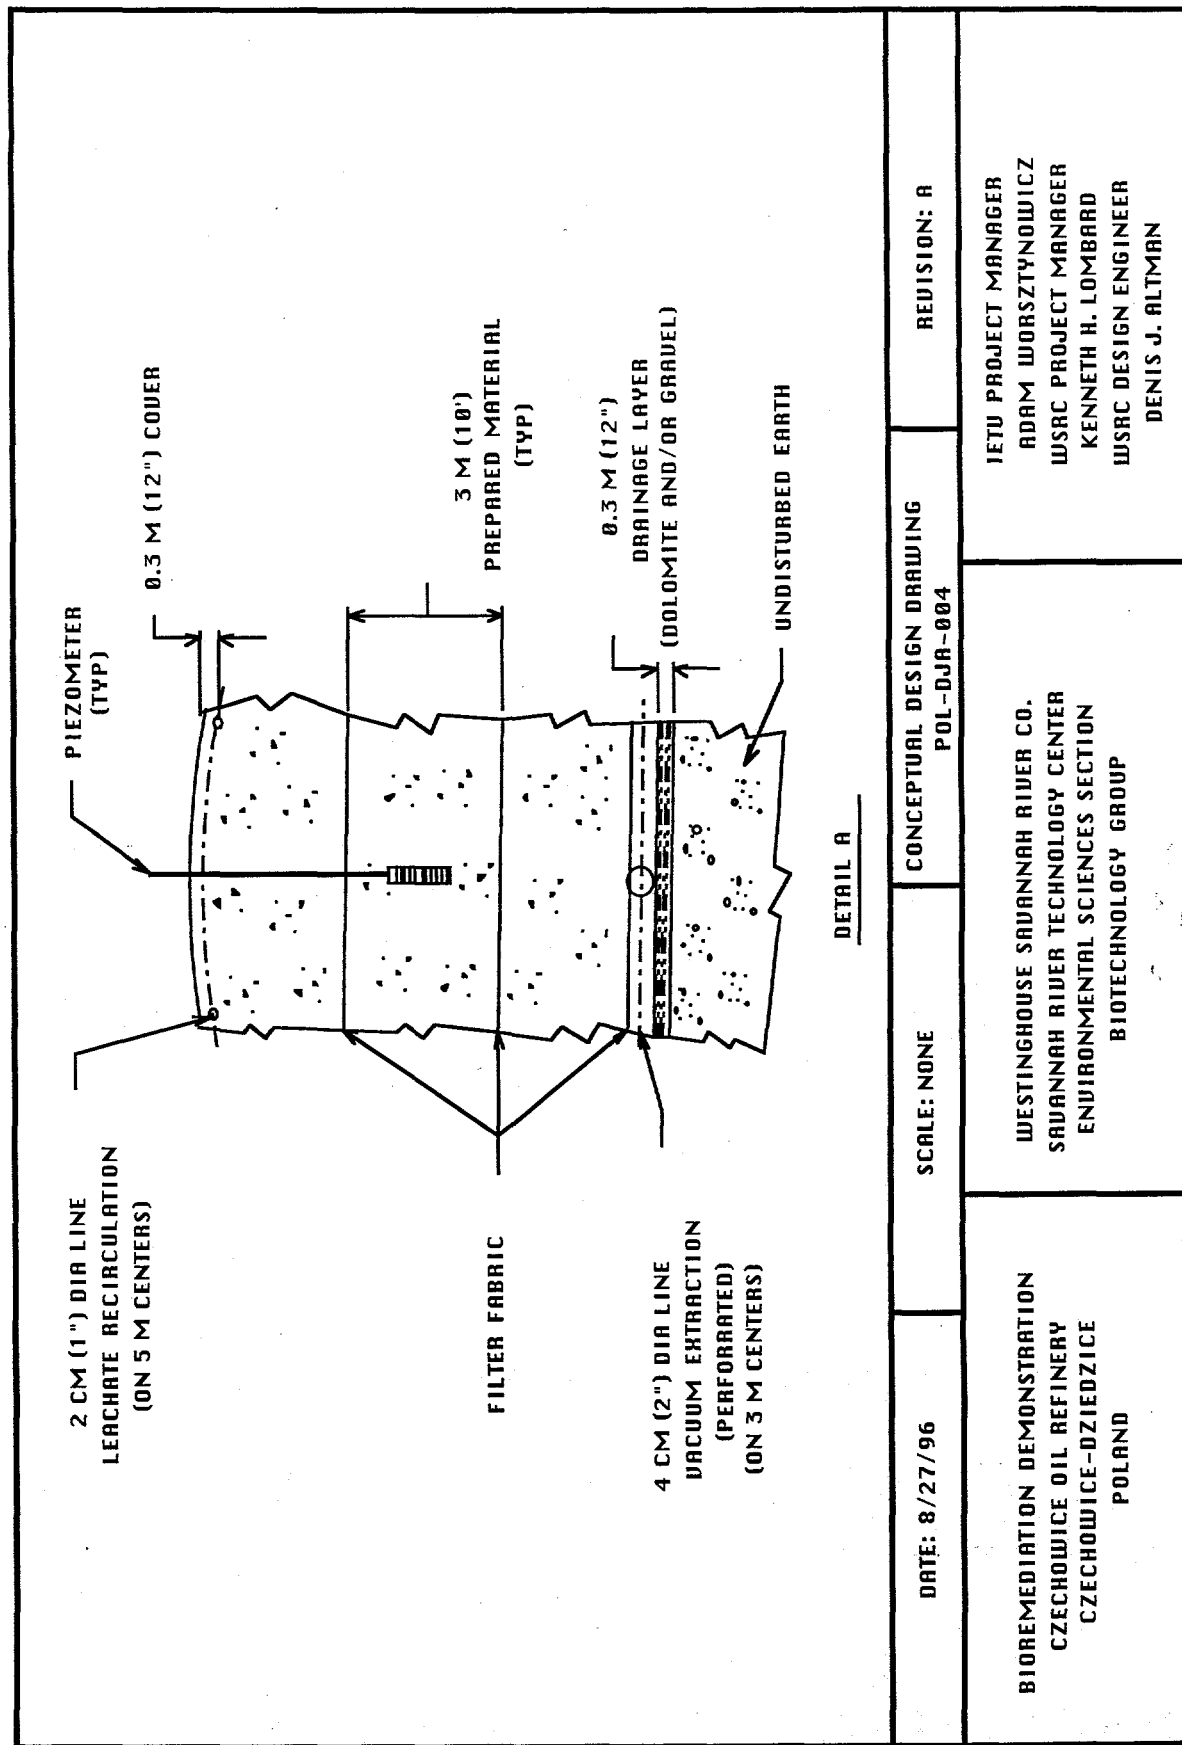 PIEZOMETER
(TYP)
0.3 M (12") COVER
2 CM (1") DIA LINE
LEACHATE RECIRCULATION
(ON 5 M CENTERS)
3 M (10')
PREPARED MATERIAL
(TYP)
FILTER FABRIC
0.3 M (12")
DRAINAGE LAYER
(DOLOMITE AND/OR GRAVEL)
4 CM (2") DIA LINE
VACUUM EXTRACTION
(PERFORRATED)
(ON 3 M CENTERS)
UNDISTURBED EARTH
DETAIL A
DATE: 8/27/96
SCALE: NONE
CONCEPTUAL DESIGN DRAWING
POL-DJA-004
REVISION: A
BIOREMEDIATION DEMONSTRATION
CZECHOWICE OIL REFINERY
CZECHOWICE-DZIEDZICE
POLAND
WESTINGHOUSE SAVANNAH RIVER CO.
SAVANNAH RIVER TECHNOLOGY CENTER
ENVIRONMENTAL SCIENCES SECTION
BIOTECHNOLOGY GROUP
IETU PROJECT MANAGER
ADAM WORSZTYNOWICZ
WSRC PROJECT MANAGER
KENNETH H. LOMBARD
WSRC DESIGN ENGINEER
DENIS J. ALTMAN